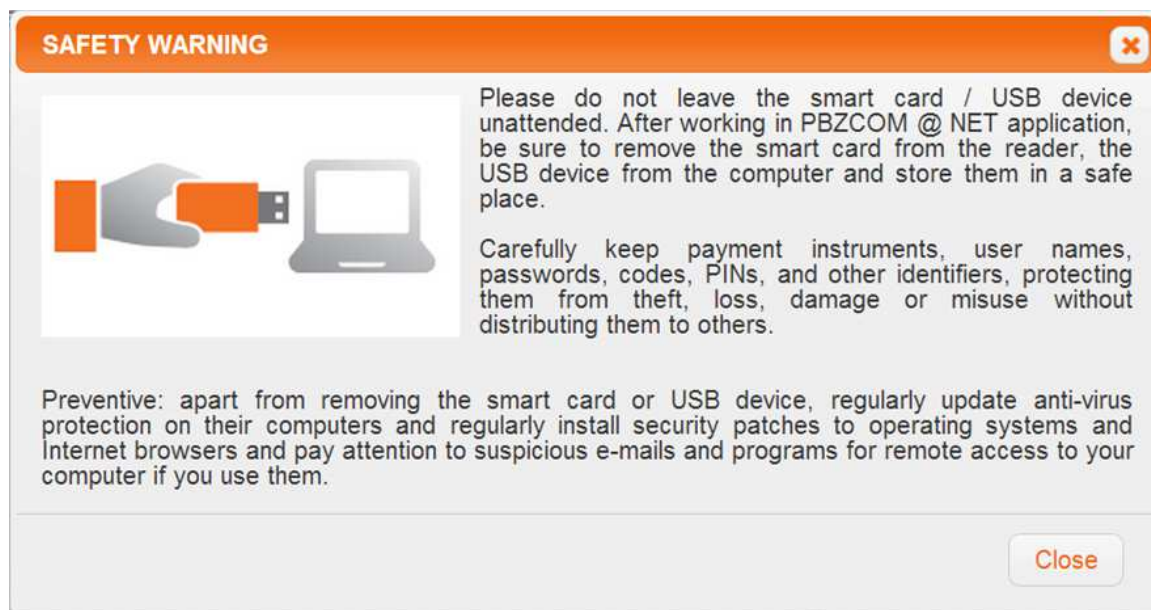 SAFETY WARNING
Please do not leave the smart card / USB device
unattended. After working in PBZCOM @ NET application,
be sure to remove the smart card from the reader, the
USB device from the computer and store them in a safe
place.
Carefully keep payment instruments, user names,
passwords, codes, PINs, and other identifiers, protecting
them from theft, loss, damage or misuse without
distributing them to others.
Preventive: apart from removing the smart card or USB device, regularly update anti-virus
protection on their computers and regularly install security patches to operating systems and
Internet browsers and pay attention to suspicious e-mails and programs for remote access to your
computer if you use them.
Close